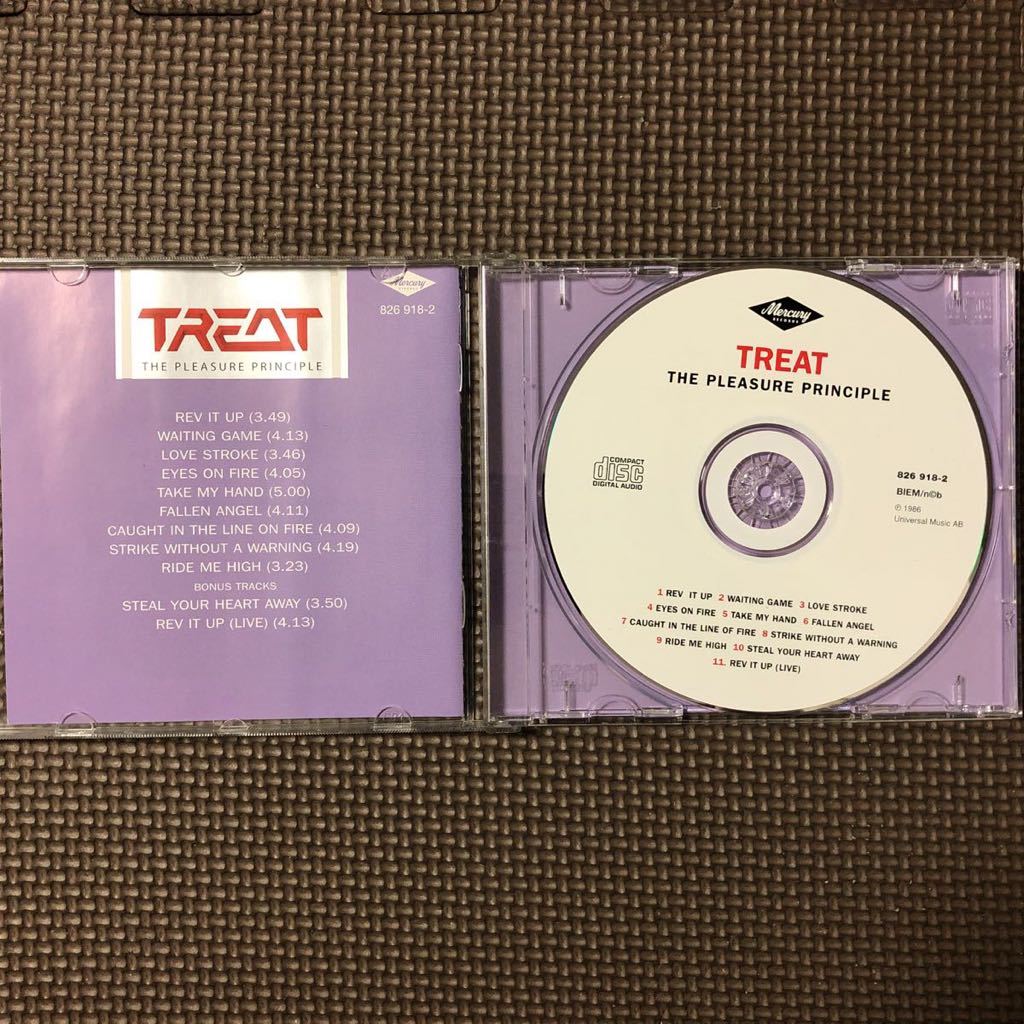 TREAT
THE PLEASURE PRINCIPLE
Mercury
RECORDS
826 918-2
REV IT UP (3.49)
WAITING GAME (4.13)
LOVE STROKE (3.46)
EYES ON FIRE (4.05)
TAKE MY HAND (5.00)
FALLEN ANGEL (4.11)
CAUGHT IN THE LINE ON FIRE (4.09)
STRIKE WITHOUT A WARNING (4.19)
RIDE ME HIGH (3.23)
BONUS TRACKS
STEAL YOUR HEART AWAY (3.50)
REV IT UP (LIVE) (4.13)
Mercury
RECORDS
TREAT
THE PLEASURE PRINCIPLE
COMPACT
disc
DIGITAL AUDIO
826 918-2
BIEM/n©b
℗ 1986
Universal Music AB
1 REV IT UP 2 WAITING GAME 3 LOVE STROKE
4 EYES ON FIRE 5 TAKE MY HAND 6 FALLEN ANGEL
7 CAUGHT IN THE LINE OF FIRE 8 STRIKE WITHOUT A WARNING
9 RIDE ME HIGH 10 STEAL YOUR HEART AWAY
11. REV IT UP (LIVE)